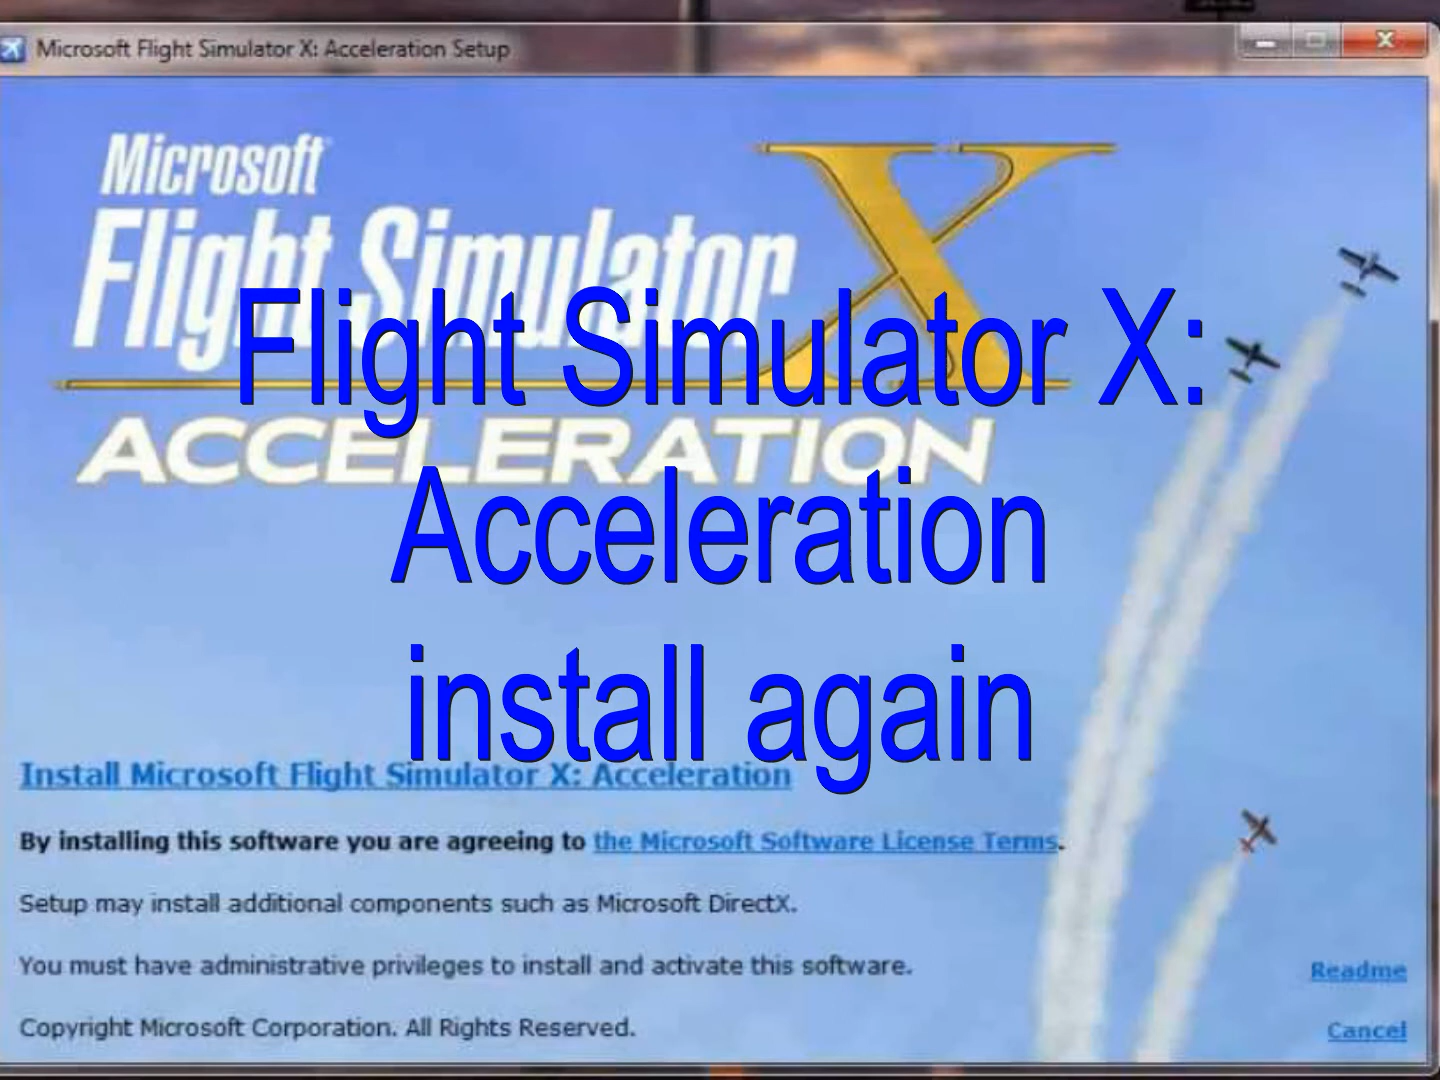 Microsoft Flight Simulator X: Acceleration Setup
Microsoft
Flight Simulator X
Flight Simulator X:
ACCELERATION
Acceleration
install again
Install Microsoft Flight Simulator X: Acceleration
By installing this software you are agreeing to the Microsoft Software License Terms.
Setup may install additional components such as Microsoft DirectX.
You must have administrative privileges to install and activate this software.
Readme
Copyright Microsoft Corporation. All Rights Reserved.
Cancel